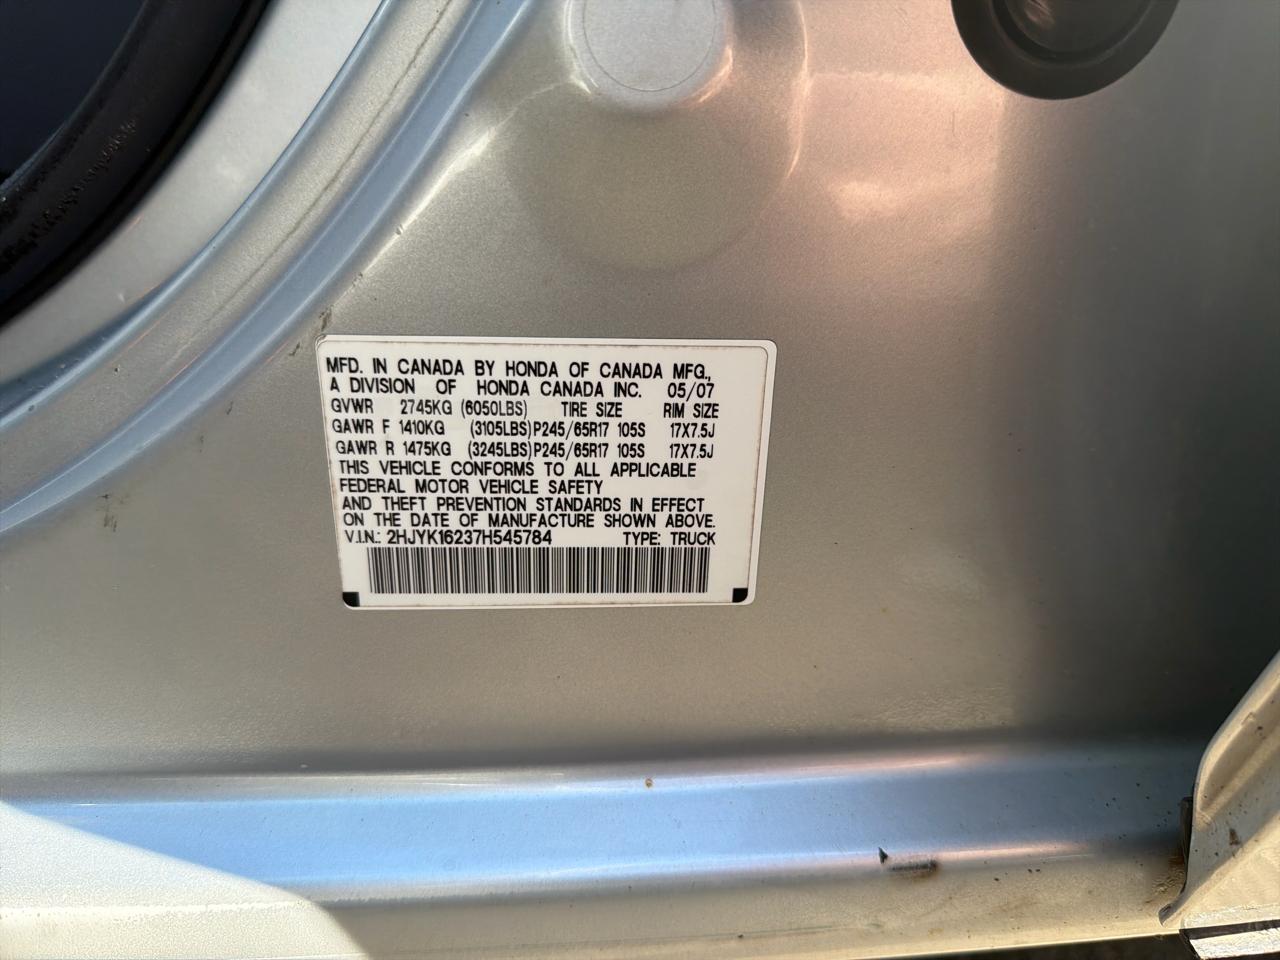 MFD. IN CANADA BY HONDA OF CANADA MFG.,
A DIVISION OF HONDA CANADA INC. 05/07
GVWR 2745KG (6050LBS) TIRE SIZE RIM SIZE
GAWR F 1410KG (3105LBS) P245/65R17 105S 17X7.5J
GAWR R 1475KG (3245LBS) P245/65R17 105S 17X7.5J
THIS VEHICLE CONFORMS TO ALL APPLICABLE
FEDERAL MOTOR VEHICLE SAFETY
AND THEFT PREVENTION STANDARDS IN EFFECT
ON THE DATE OF MANUFACTURE SHOWN ABOVE.
V.I.N.: 2HJYK16237H545784 TYPE: TRUCK